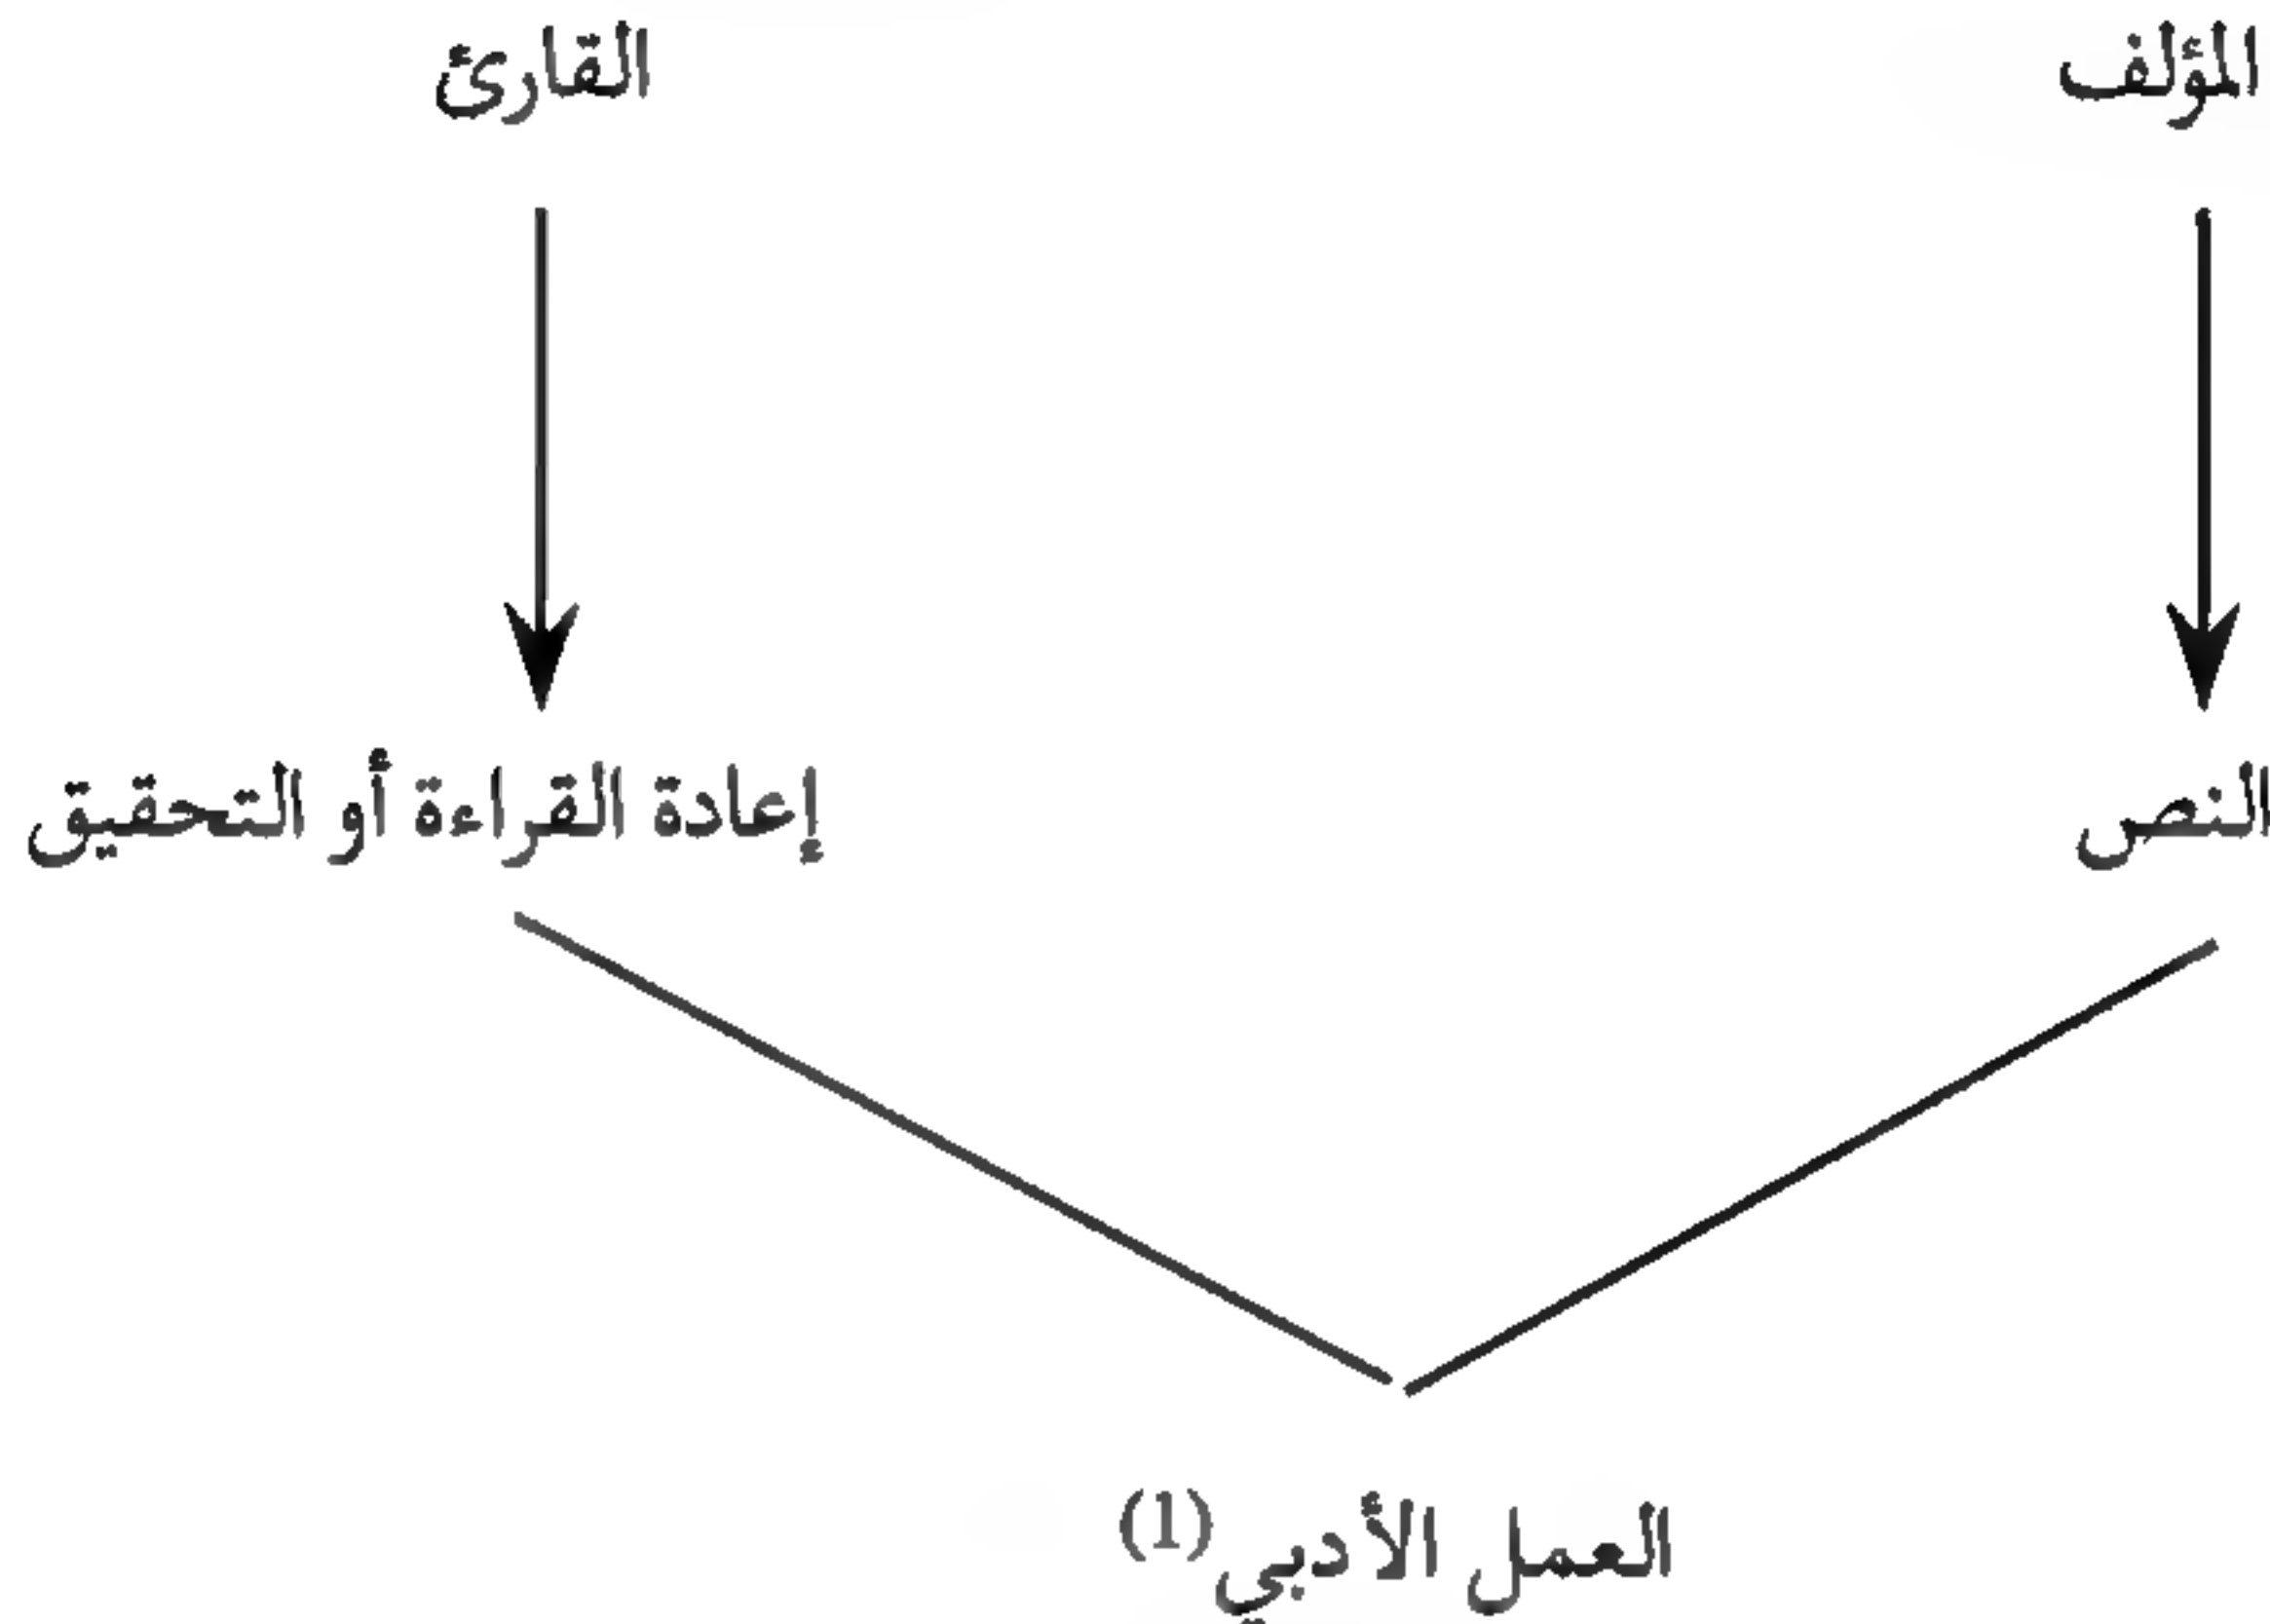 المؤلف القارئ
النص إعادة القراءة أو التحقيق
العمل الأدبي(1)